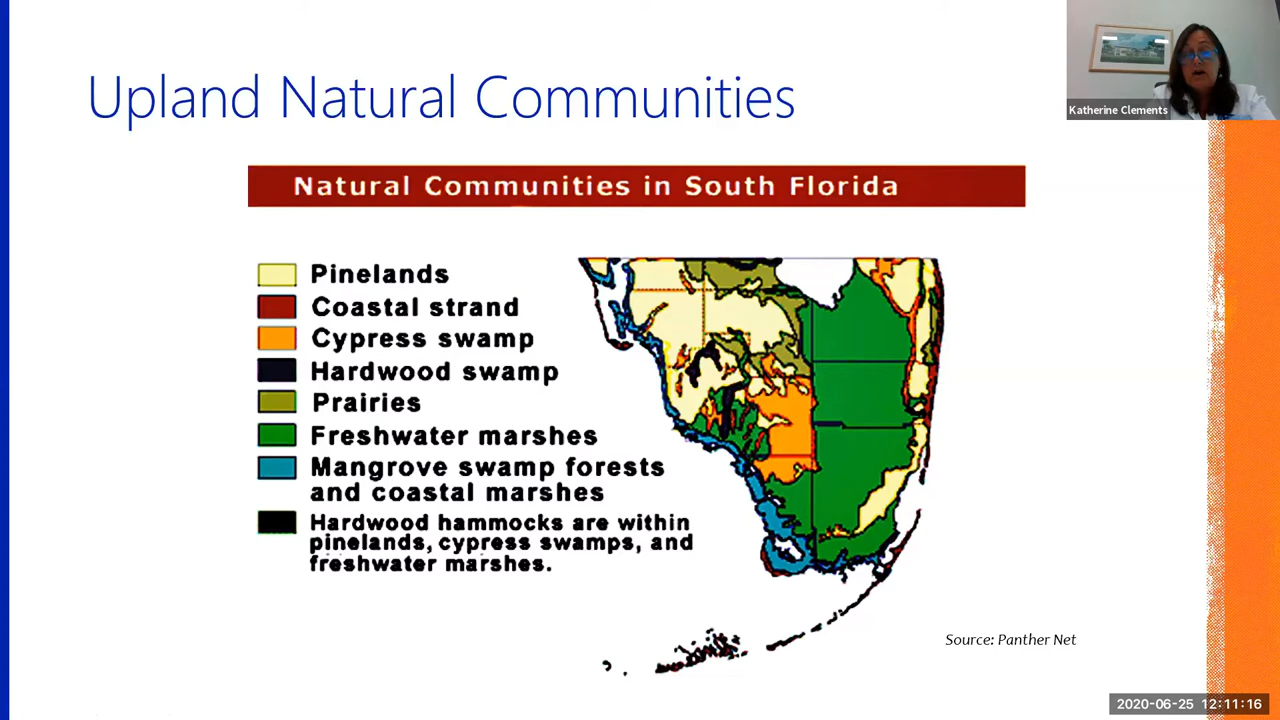 Upland Natural Communities
Katherine Clements
Natural Communities in South Florida
Pinelands
Coastal strand
Cypress swamp
Hardwood swamp
Prairies
Freshwater marshes
Mangrove swamp forests
and coastal marshes
Hardwood hammocks are within
pinelands, cypress swamps, and
freshwater marshes.
Source: Panther Net
2020-06-25 12:11:16